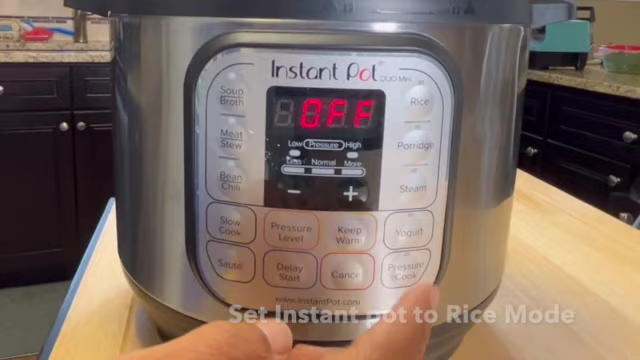 Instant Pot
DUO Mini
Soup
Broth
OFF
Rice
Low Pressure High
Less Normal More
Meat
Stew
Porridge
Bean
Chili
− +
Steam
Slow
Cook
Pressure
Level
Keep
Warm
Yogurt
Sauté
Delay
Start
Cancel
Pressure
Cook
www.InstantPot.com
Set Instant pot to Rice Mode